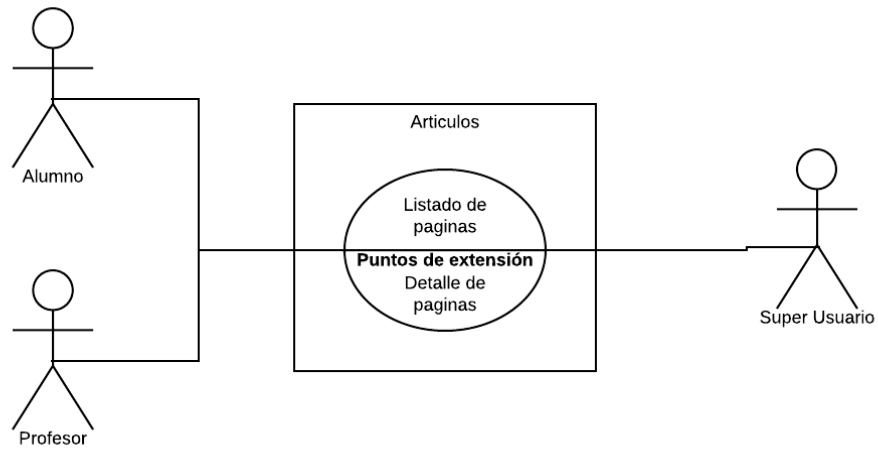 Alumno
Articulos
Listado de
paginas
Puntos de extensión
Detalle de
paginas
Super Usuario
Profesor